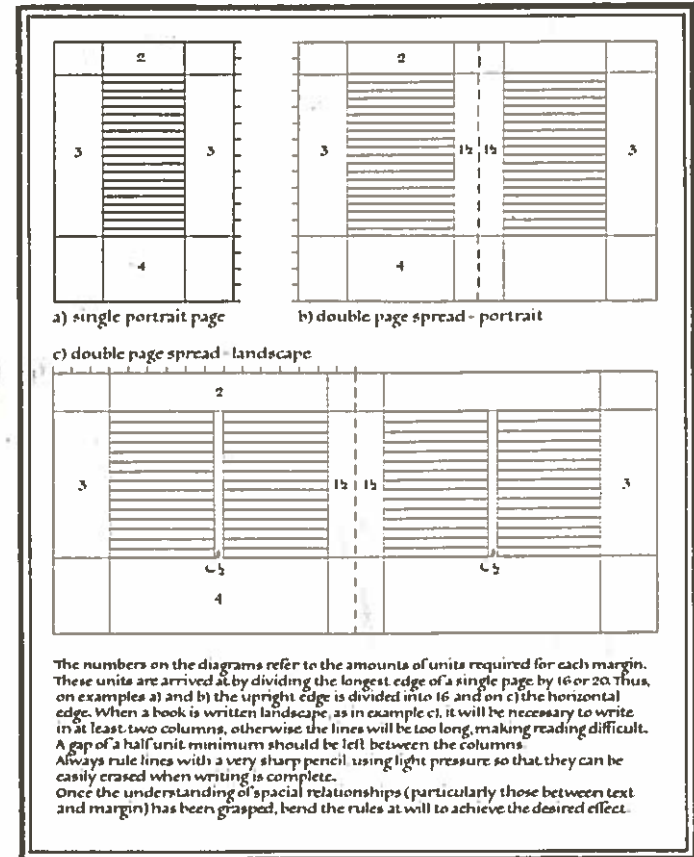 2
3
3
4
a) single portrait page
2
3
1½ 1½
3
4
b) double page spread - portrait
c) double page spread - landscape
2
3
1½ 1½
3
½
½
4
The numbers on the diagrams refer to the amounts of units required for each margin.
These units are arrived at by dividing the longest edge of a single page by 16 or 20. Thus,
on examples a) and b) the upright edge is divided into 16 and on c) the horizontal
edge. When a book is written landscape, as in example c), it will be necessary to write
in at least two columns, otherwise the lines will be too long, making reading difficult.
A gap of a half unit minimum should be left between the columns.
Always rule lines with a very sharp pencil using light pressure so that they can be
easily erased when writing is complete.
Once the understanding of spacial relationships (particularly those between text
and margin) has been grasped, bend the rules at will to achieve the desired effect.